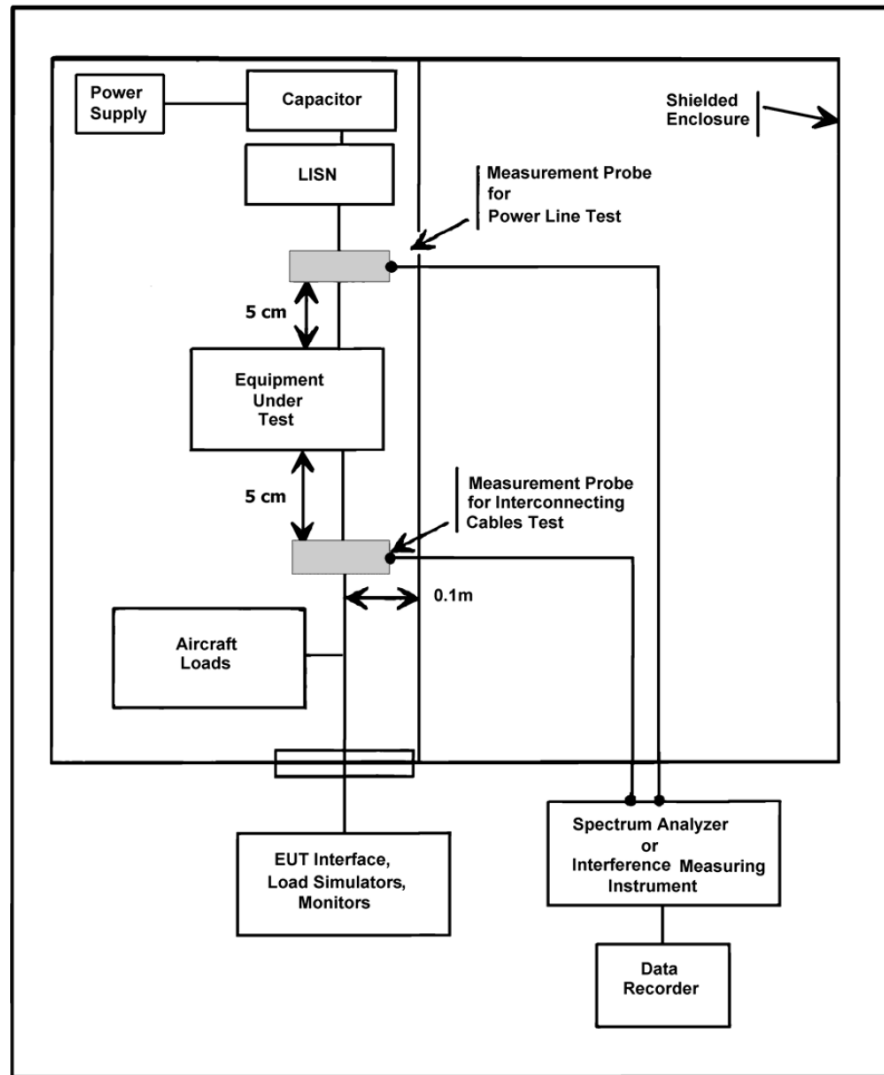 Power
Supply
Capacitor
Shielded
Enclosure
LISN
Measurement Probe
for
Power Line Test
5 cm
Equipment
Under
Test
5 cm
Measurement Probe
for Interconnecting
Cables Test
0.1m
Aircraft
Loads
EUT Interface,
Load Simulators,
Monitors
Spectrum Analyzer
or
Interference Measuring
Instrument
Data
Recorder